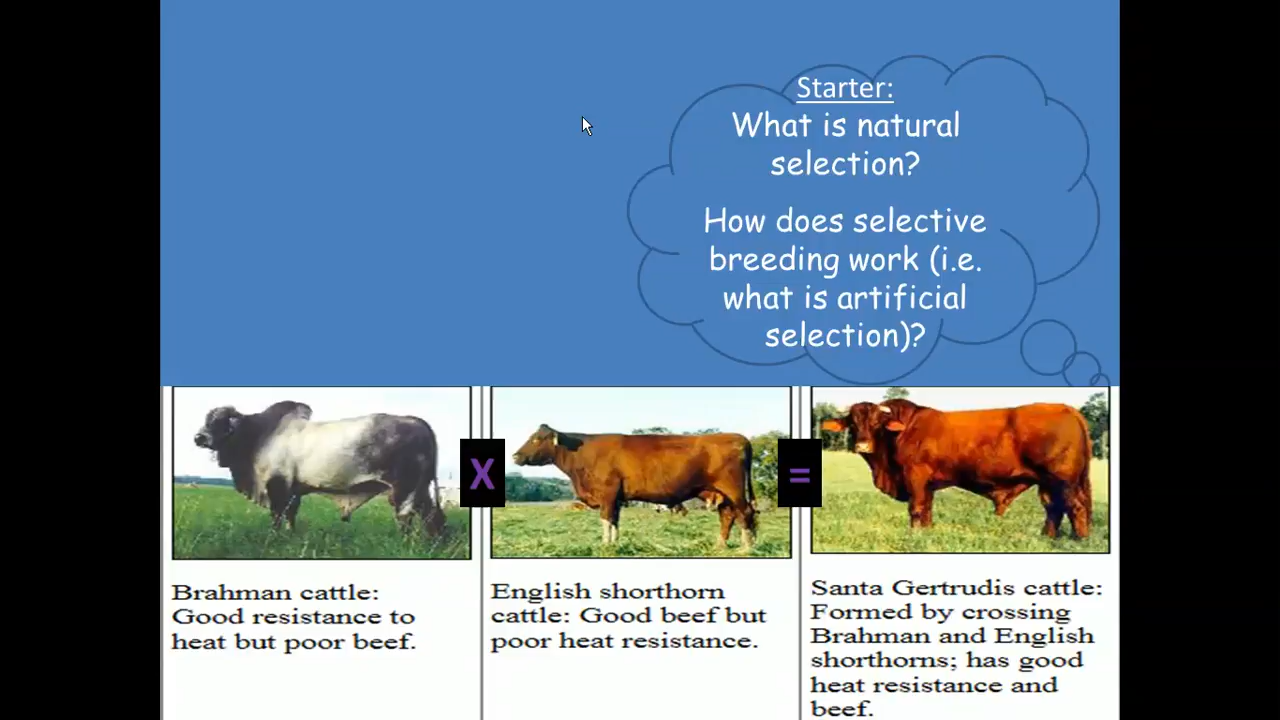 Starter:
What is natural
selection?
How does selective
breeding work (i.e.
what is artificial
selection)?
X
=
Brahman cattle:
Good resistance to
heat but poor beef.
English shorthorn
cattle: Good beef but
poor heat resistance.
Santa Gertrudis cattle:
Formed by crossing
Brahman and English
shorthorns; has good
heat resistance and
beef.